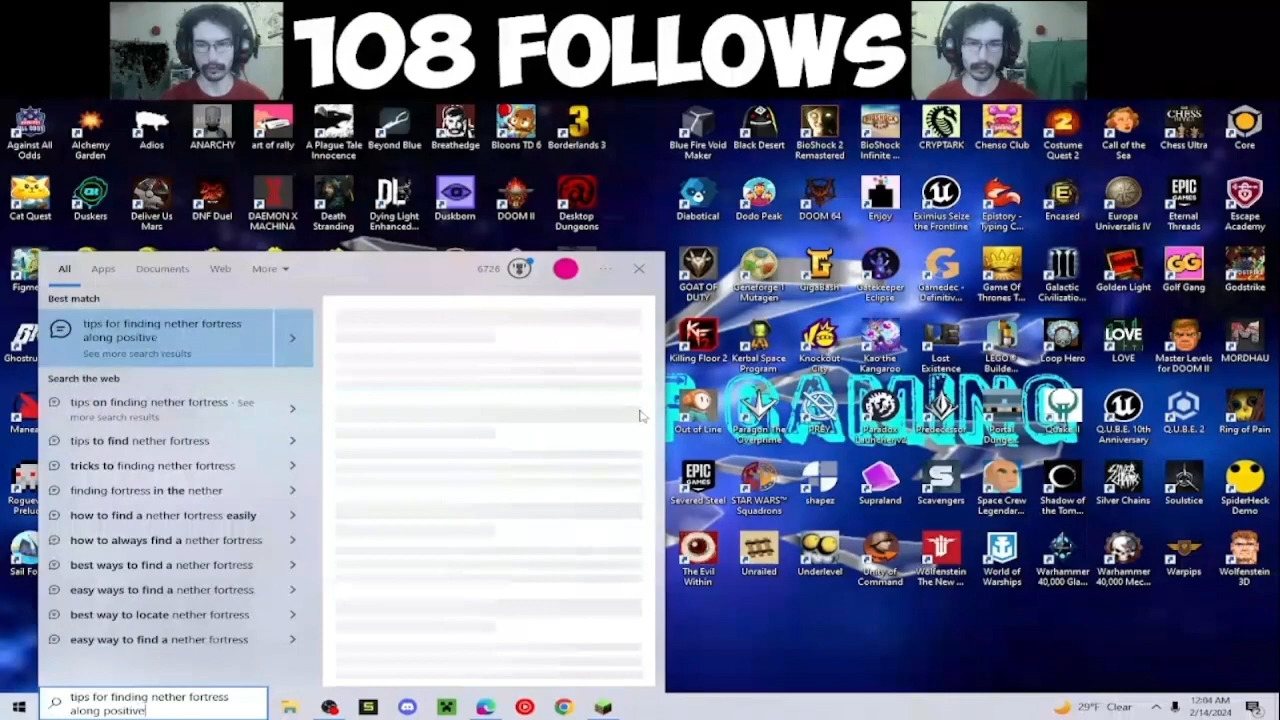 108 FOLLOWS
Against All Odds
Alchemy Garden
Adios
ANARCHY
art of rally
A Plague Tale Innocence
Beyond Blue
Breathedge
Bloons TD 6
Borderlands 3
Blue Fire Void Maker
Black Desert
BioShock 2 Remastered
BioShock Infinite ...
CRYPTARK
Chenso Club
Costume Quest 2
Call of the Sea
Chess Ultra
Core
Cat Quest
Duskers
Deliver Us Mars
DNF Duel
DAEMON X MACHINA
Death Stranding
Dying Light Enhanced...
Duskborn
DOOM II
Desktop Dungeons
Diabotical
Dodo Peak
DOOM 64
Enjoy
Eximius Seize the Frontline
Epistory - Typing C...
Encased
Europa Universalis IV
Eternal Threads
Escape Academy
GOAT OF DUTY
Geneforge 1 Mutagen
GigaBash
Gatekeeper Eclipse
Gamedec - Definitiv...
Game Of Thrones T...
Galactic Civilizatio...
Golden Light
Golf Gang
Godstrike
Killing Floor 2
Kerbal Space Program
Knockout City
Kao the Kangaroo
Lost Existence
LEGO® Builde...
Loop Hero
LOVE
Master Levels for DOOM II
MORDHAU
GAMING
Out of Line
Paragon The Overprime
PREY
Predecessor
Portal Dunge...
Quake II
Q.U.B.E. 10th Anniversary
Q.U.B.E. 2
Ring of Pain
Severed Steel
STAR WARS™ Squadrons
shapez
Supraland
Scavengers
Space Crew Legendar...
Shadow of the Tom...
Silver Chains
Soulstice
SpiderHeck Demo
The Evil Within
Unrailed
Underlevel
Unity of Command
Wolfenstein The New ...
World of Warships
Warhammer 40,000 Gla...
Warhammer 40,000 Mec...
Warpips
Wolfenstein 3D
All Apps Documents Web More 6726 ...
Best match
tips for finding nether fortress
along positive
See more search results
Search the web
tips on finding nether fortress - See
more search results
tips to find nether fortress
tricks to finding nether fortress
finding fortress in the nether
how to find a nether fortress easily
how to always find a nether fortress
best ways to find a nether fortress
easy ways to find a nether fortress
best way to locate nether fortress
easy way to find a nether fortress
tips for finding nether fortress
along positive
29°F Clear
12:04 AM
2/14/2024